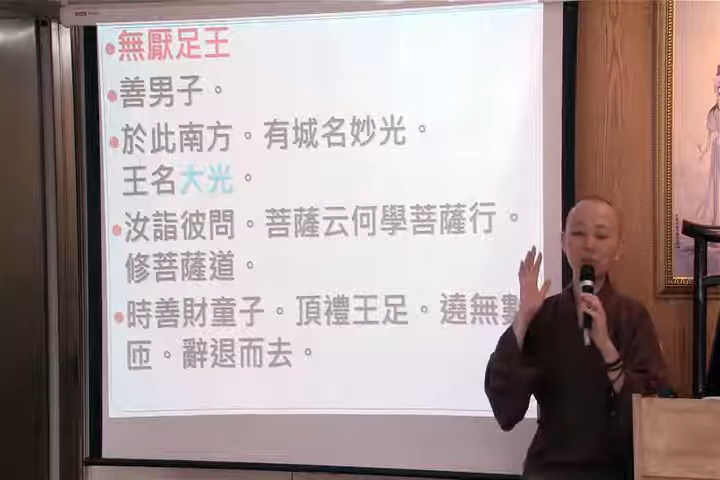 無厭足王
善男子。
於此南方。有城名妙光。
王名大光。
汝詣彼問。菩薩云何學菩薩行。
修菩薩道。
時善財童子。頂禮王足。遶無數
匝。辭退而去。